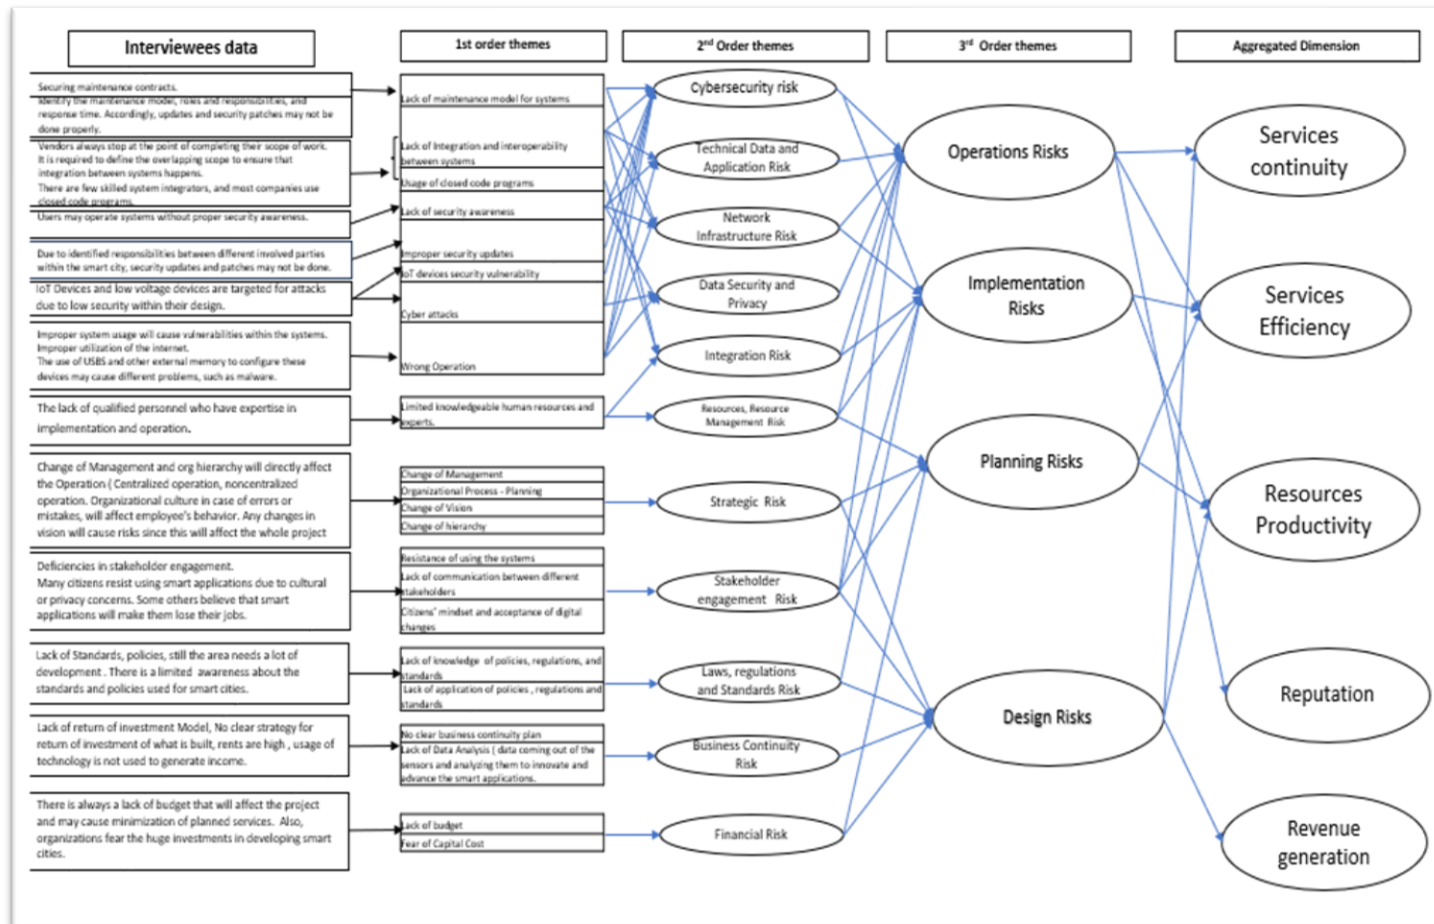 Interviewees data
1st order themes
2nd Order themes
3rd Order themes
Aggregated Dimension
Securing maintenance contracts.
Identify the maintenance model, roles and responsibilities, and
response time. Accordingly, updates and security patches may not be
done properly.
Vendors always stop at the point of completing their scope of work.
It is required to define the overlapping scope to ensure that
integration between systems happens.
There are few skilled system integrators, and most companies use
closed code programs.
Users may operate systems without proper security awareness.
Due to identified responsibilities between different involved parties
within the smart city, security updates and patches may not be done.
IoT Devices and low voltage devices are targeted for attacks
due to low security within their design.
Improper system usage will cause vulnerabilities within the systems.
Improper utilization of the internet.
The use of USBS and other external memory to configure these
devices may cause different problems, such as malware.
The lack of qualified personnel who have expertise in
implementation and operation.
Change of Management and org hierarchy will directly affect
the Operation ( Centralized operation, noncentralized
operation. Organizational culture in case of errors or
mistakes, will affect employee's behavior. Any changes in
vision will cause risks since this will affect the whole project
Deficiencies in stakeholder engagement.
Many citizens resist using smart applications due to cultural
or privacy concerns. Some others believe that smart
applications will make them lose their jobs.
Lack of Standards, policies, still the area needs a lot of
development . There is a limited awareness about the
standards and policies used for smart cities.
Lack of return of investment Model, No clear strategy for
return of investment of what is built, rents are high , usage of
technology is not used to generate income.
There is always a lack of budget that will affect the project
and may cause minimization of planned services. Also,
organizations fear the huge investments in developing smart
cities.
Lack of maintenance model for systems
Lack of Integration and interoperability
between systems
Usage of closed code programs
Lack of security awareness
Improper security updates
IoT devices security vulnerability
Cyber attacks
Wrong Operation
Limited knowledgeable human resources and
experts.
Change of Management
Organizational Process - Planning
Change of Vision
Change of hierarchy
Resistance of using the systems
Lack of communication between different
stakeholders
Citizens' mindset and acceptance of digital
changes
Lack of knowledge of policies, regulations, and
standards
Lack of application of policies , regulations and
standards
No clear business continuity plan
Lack of Data Analysis ( data coming out of the
sensors and analyzing them to innovate and
advance the smart applications.
Lack of budget
Fear of Capital Cost
Cybersecurity risk
Technical Data and
Application Risk
Network
Infrastructure Risk
Data Security and
Privacy
Integration Risk
Resources, Resource
Management Risk
Strategic Risk
Stakeholder
engagement Risk
Laws, regulations
and Standards Risk
Business Continuity
Risk
Financial Risk
Operations Risks
Implementation
Risks
Planning Risks
Design Risks
Services
continuity
Services
Efficiency
Resources
Productivity
Reputation
Revenue
generation